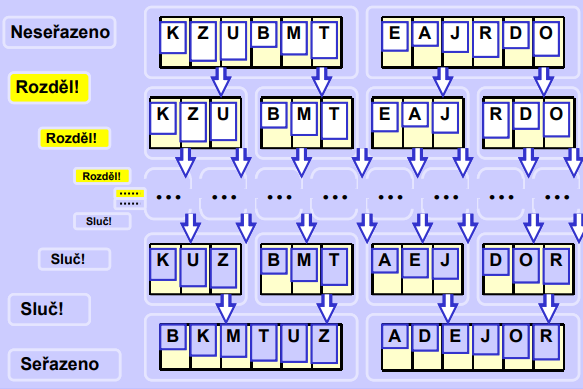 Neseřazeno K Z U B M T E A J R D O
Rozděl!
Rozděl! K Z U B M T E A J R D O
Rozděl!
..... ... ... ... ... ... ... ... ...
.....
Sluč!
Sluč! K U Z B M T A E J D O R
Sluč!
Seřazeno B K M T U Z A D E J O R